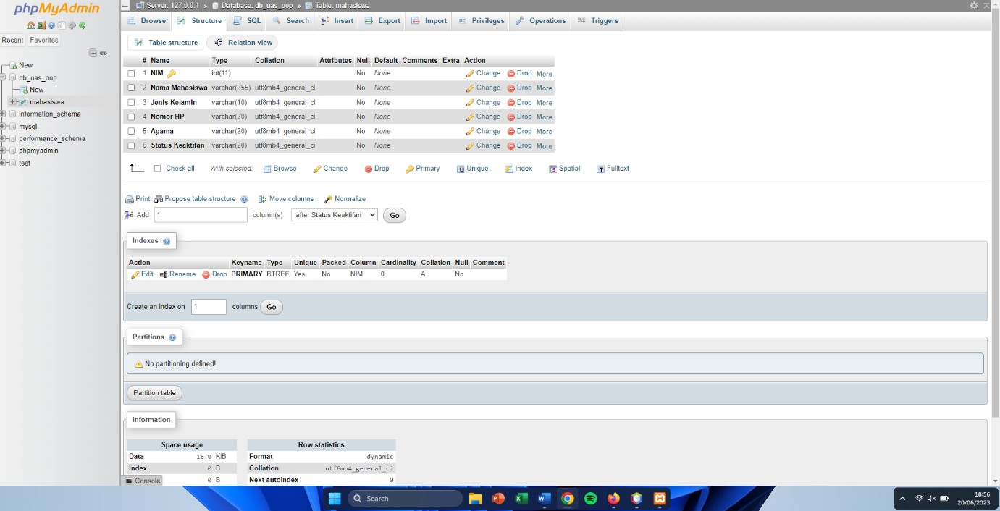 phpMyAdmin
Server: 127.0.0.1 » Database: db_uas_oop » Table: mahasiswa
Browse Structure SQL Search Insert Export Import Privileges Operations Triggers
Recent Favorites
New
db_uas_oop
New
mahasiswa
information_schema
mysql
performance_schema
phpmyadmin
test
Table structure Relation view
# Name Type Collation Attributes Null Default Comments Extra Action
1 NIM int(11) No None Change Drop More
2 Nama Mahasiswa varchar(255) utf8mb4_general_ci No None Change Drop More
3 Jenis Kelamin varchar(10) utf8mb4_general_ci No None Change Drop More
4 Nomor HP varchar(20) utf8mb4_general_ci No None Change Drop More
5 Agama varchar(20) utf8mb4_general_ci No None Change Drop More
6 Status Keaktifan varchar(20) utf8mb4_general_ci No None Change Drop More
Check all With selected: Browse Change Drop Primary Unique Index Spatial Fulltext
Print Propose table structure Move columns Normalize
Add 1 column(s) after Status Keaktifan Go
Indexes
Action Keyname Type Unique Packed Column Cardinality Collation Null Comment
Edit Rename Drop PRIMARY BTREE Yes No NIM 0 A No
Create an index on 1 columns Go
Partitions
No partitioning defined!
Partition table
Information
Space usage Row statistics
Data 16.0 KiB Format dynamic
Index 0 B Collation utf8mb4_general_ci
Console 0 B Next autoindex 0
Search
18:56
20/06/2023